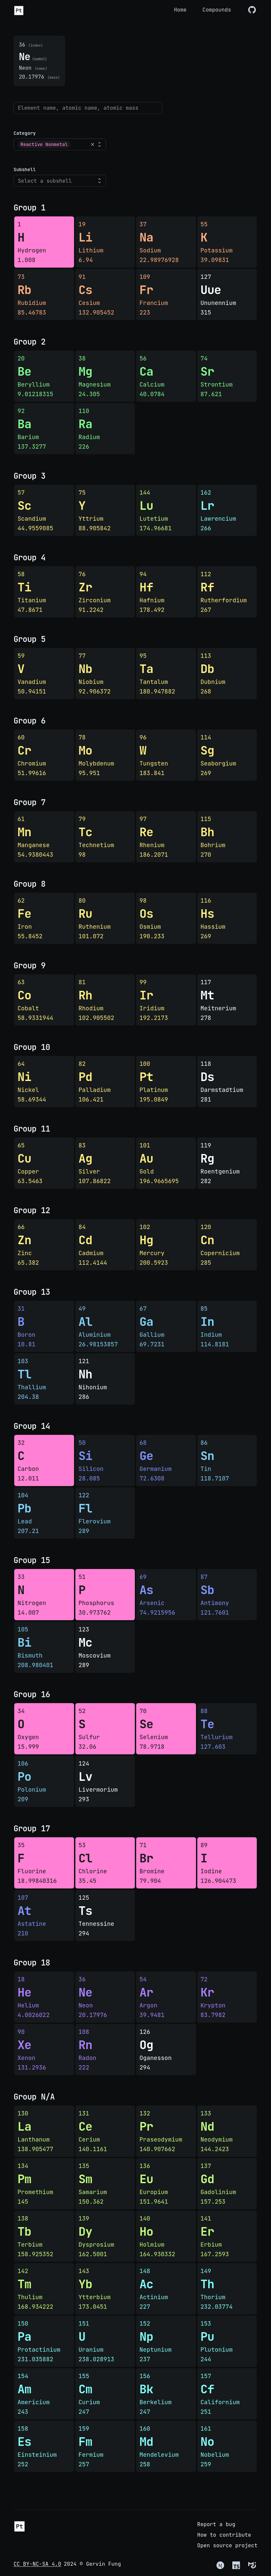 Pt
Home Compounds
36 (index)
Ne (symbol)
Neon (name)
20.17976 (mass)
Element name, atomic name, atomic mass
Category
Reactive Nonmetal
Subshell
Select a subshell
Group 1
1 19 37 55
H Li Na K
Hydrogen Lithium Sodium Potassium
1.008 6.94 22.98976928 39.09831
73 91 109 127
Rb Cs Fr Uue
Rubidium Cesium Francium Ununennium
85.46783 132.905452 223 315
Group 2
20 38 56 74
Be Mg Ca Sr
Beryllium Magnesium Calcium Strontium
9.01218315 24.305 40.0784 87.621
92 110
Ba Ra
Barium Radium
137.3277 226
Group 3
57 75 144 162
Sc Y Lu Lr
Scandium Yttrium Lutetium Lawrencium
44.9559085 88.905842 174.96681 266
Group 4
58 76 94 112
Ti Zr Hf Rf
Titanium Zirconium Hafnium Rutherfordium
47.8671 91.2242 178.492 267
Group 5
59 77 95 113
V Nb Ta Db
Vanadium Niobium Tantalum Dubnium
50.94151 92.906372 180.947882 268
Group 6
60 78 96 114
Cr Mo W Sg
Chromium Molybdenum Tungsten Seaborgium
51.99616 95.951 183.841 269
Group 7
61 79 97 115
Mn Tc Re Bh
Manganese Technetium Rhenium Bohrium
54.9380443 98 186.2071 270
Group 8
62 80 98 116
Fe Ru Os Hs
Iron Ruthenium Osmium Hassium
55.8452 101.072 190.233 269
Group 9
63 81 99 117
Co Rh Ir Mt
Cobalt Rhodium Iridium Meitnerium
58.9331944 102.905502 192.2173 278
Group 10
64 82 100 118
Ni Pd Pt Ds
Nickel Palladium Platinum Darmstadtium
58.69344 106.421 195.0849 281
Group 11
65 83 101 119
Cu Ag Au Rg
Copper Silver Gold Roentgenium
63.5463 107.86822 196.9665695 282
Group 12
66 84 102 120
Zn Cd Hg Cn
Zinc Cadmium Mercury Copernicium
65.382 112.4144 200.5923 285
Group 13
31 49 67 85
B Al Ga In
Boron Aluminium Gallium Indium
10.81 26.98153857 69.7231 114.8181
103 121
Tl Nh
Thallium Nihonium
204.38 286
Group 14
32 50 68 86
C Si Ge Sn
Carbon Silicon Germanium Tin
12.011 28.085 72.6308 118.7107
104 122
Pb Fl
Lead Flerovium
207.21 289
Group 15
33 51 69 87
N P As Sb
Nitrogen Phosphorus Arsenic Antimony
14.007 30.973762 74.9215956 121.7601
105 123
Bi Mc
Bismuth Moscovium
208.980401 289
Group 16
34 52 70 88
O S Se Te
Oxygen Sulfur Selenium Tellurium
15.999 32.06 78.9718 127.603
106 124
Po Lv
Polonium Livermorium
209 293
Group 17
35 53 71 89
F Cl Br I
Fluorine Chlorine Bromine Iodine
18.99840316 35.45 79.904 126.904473
107 125
At Ts
Astatine Tennessine
210 294
Group 18
18 36 54 72
He Ne Ar Kr
Helium Neon Argon Krypton
4.0026022 20.17976 39.9481 83.7982
90 108 126
Xe Rn Og
Xenon Radon Oganesson
131.2936 222 294
Group N/A
130 131 132 133
La Ce Pr Nd
Lanthanum Cerium Praseodymium Neodymium
138.905477 140.1161 140.907662 144.2423
134 135 136 137
Pm Sm Eu Gd
Promethium Samarium Europium Gadolinium
145 150.362 151.9641 157.253
138 139 140 141
Tb Dy Ho Er
Terbium Dysprosium Holmium Erbium
158.925352 162.5001 164.930332 167.2593
142 143 148 149
Tm Yb Ac Th
Thulium Ytterbium Actinium Thorium
168.934222 173.0451 227 232.03774
150 151 152 153
Pa U Np Pu
Protactinium Uranium Neptunium Plutonium
231.035882 238.028913 237 244
154 155 156 157
Am Cm Bk Cf
Americium Curium Berkelium Californium
243 247 247 251
158 159 160 161
Es Fm Md No
Einsteinium Fermium Mendelevium Nobelium
252 257 258 259
Pt
Report a bug
How to contribute
Open source project
CC BY-NC-SA 4.0 2024 © Gervin Fung